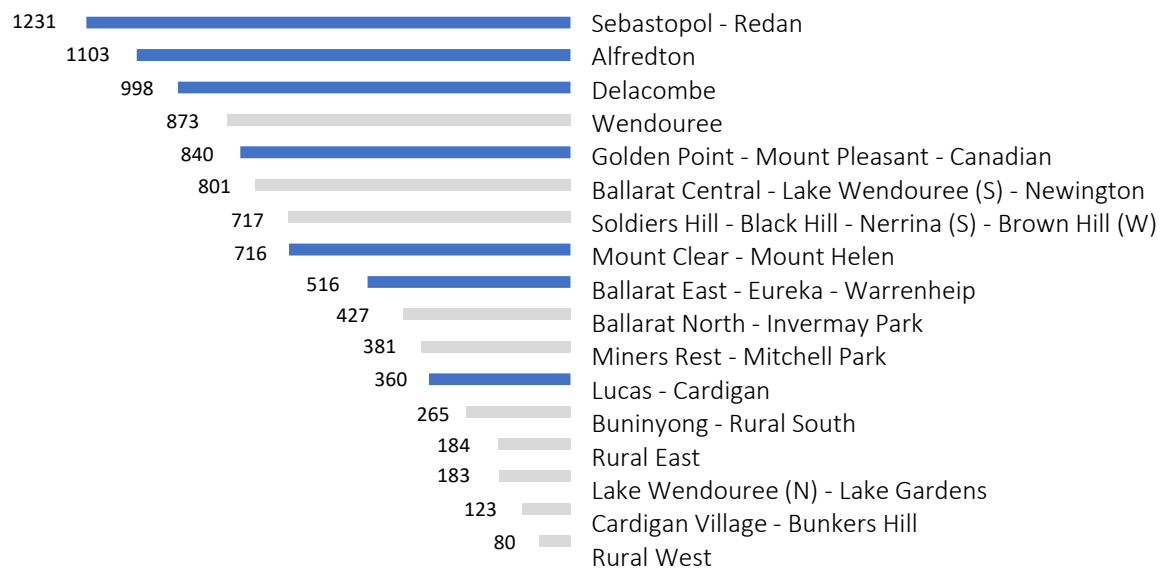 1231 Sebastopol - Redan
1103 Alfredton
998 Delacombe
873 Wendouree
840 Golden Point - Mount Pleasant - Canadian
801 Ballarat Central - Lake Wendouree (S) - Newington
717 Soldiers Hill - Black Hill - Nerrina (S) - Brown Hill (W)
716 Mount Clear - Mount Helen
516 Ballarat East - Eureka - Warrenheip
427 Ballarat North - Invermay Park
381 Miners Rest - Mitchell Park
360 Lucas - Cardigan
265 Buninyong - Rural South
184 Rural East
183 Lake Wendouree (N) - Lake Gardens
123 Cardigan Village - Bunkers Hill
80 Rural West